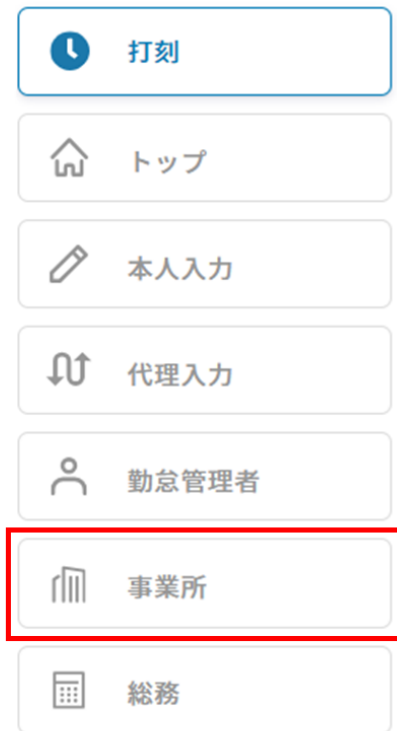 打刻
トップ
本人入力
代理入力
勤怠管理者
事業所
総務